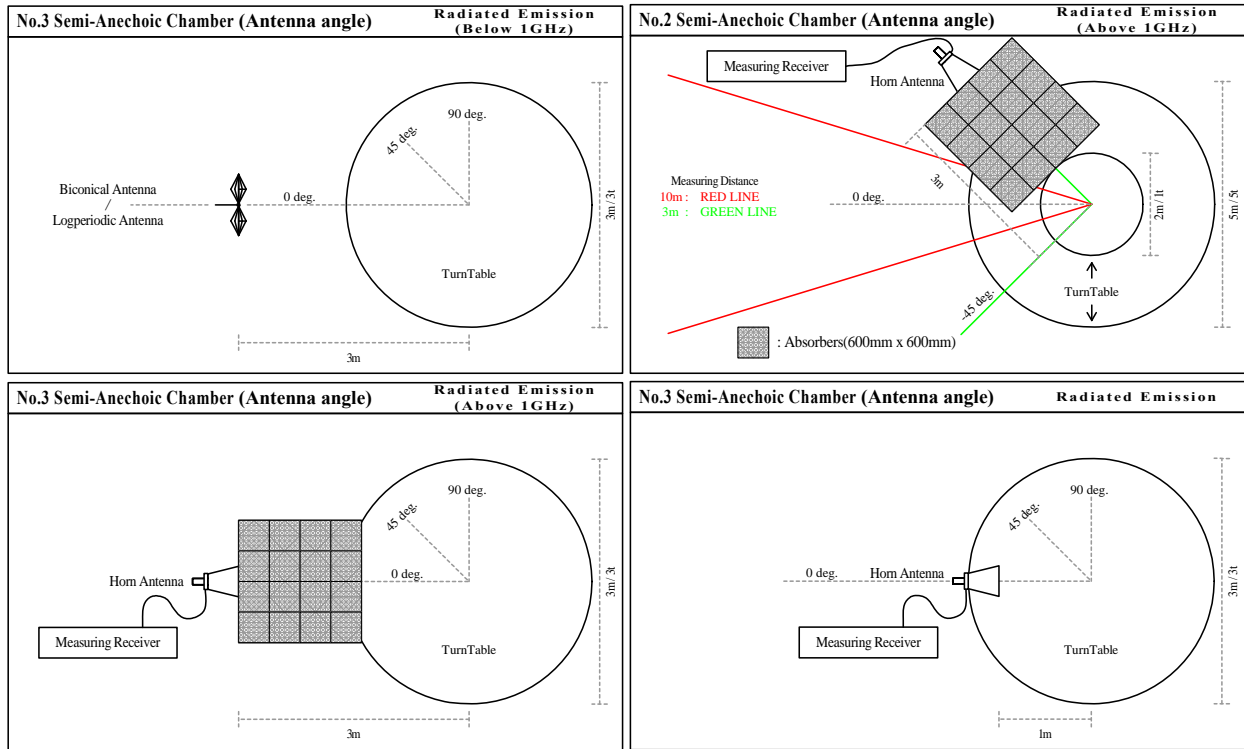 No.3 Semi-Anechoic Chamber (Antenna angle)
Radiated Emission
(Below 1GHz)
90 deg.
45 deg.
Biconical Antenna
/
Logperiodic Antenna
0 deg.
3m / 3t
TurnTable
3m
No.2 Semi-Anechoic Chamber (Antenna angle)
Radiated Emission
(Above 1GHz)
Measuring Receiver
Horn Antenna
Measuring Distance
10m : RED LINE
3m : GREEN LINE
3m
0 deg.
2m / 1t
5m / 5t
TurnTable
-45 deg.
: Absorbers(600mm x 600mm)
No.3 Semi-Anechoic Chamber (Antenna angle)
Radiated Emission
(Above 1GHz)
90 deg.
45 deg.
Horn Antenna
0 deg.
3m / 3t
Measuring Receiver
TurnTable
3m
No.3 Semi-Anechoic Chamber (Antenna angle)
Radiated Emission
90 deg.
45 deg.
0 deg.
Horn Antenna
3m / 3t
Measuring Receiver
TurnTable
1m